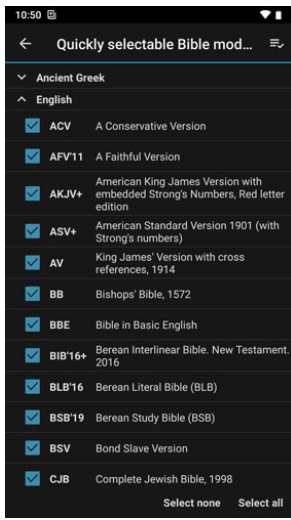 10:50
Quickly selectable Bible mod...
Ancient Greek
English
ACV A Conservative Version
AFV'11 A Faithful Version
American King James Version with
AKJV+ embedded Strong's Numbers, Red letter
edition
ASV+ American Standard Version 1901 (with
Strong's numbers)
AV King James' Version with cross
references, 1914
BB Bishops' Bible, 1572
BBE Bible in Basic English
BIB'16+ Berean Interlinear Bible. New Testament.
2016
BLB'16 Berean Literal Bible (BLB)
BSB'19 Berean Study Bible (BSB)
BSV Bond Slave Version
CJB Complete Jewish Bible, 1998
Select none Select all